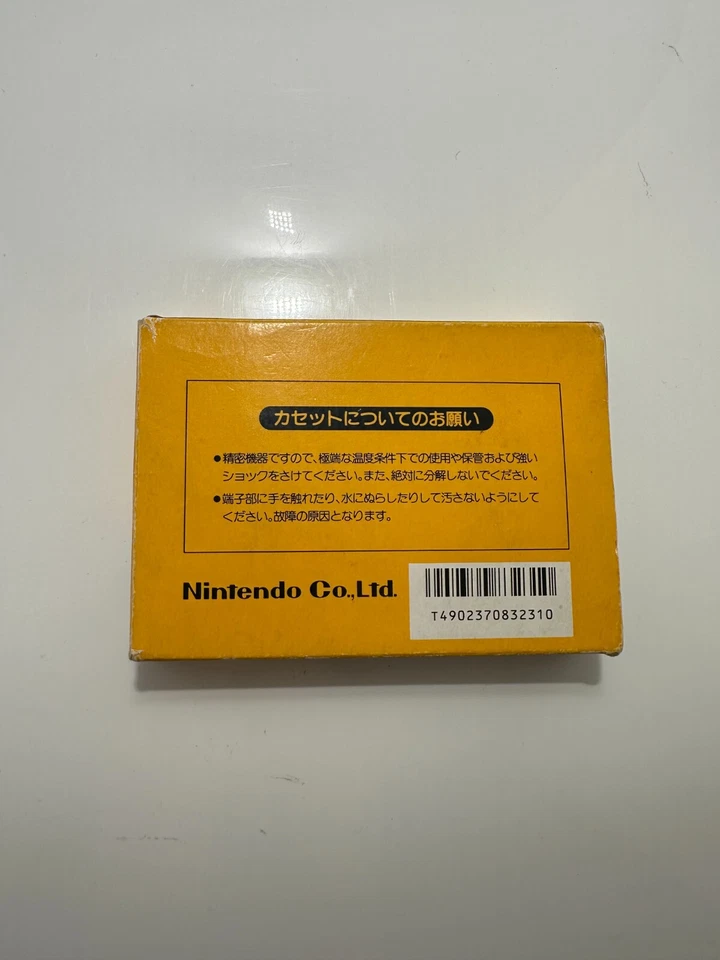 カセットについてのお願い
●精密機器ですので、極端な温度条件下での使用や保管および強い
ショックをさけてください。また、絶対に分解しないでください。
●端子部に手を触れたり、水にぬらしたりして汚さないようにして
ください。故障の原因となります。
Nintendo Co.,Ltd.
T4902370832310